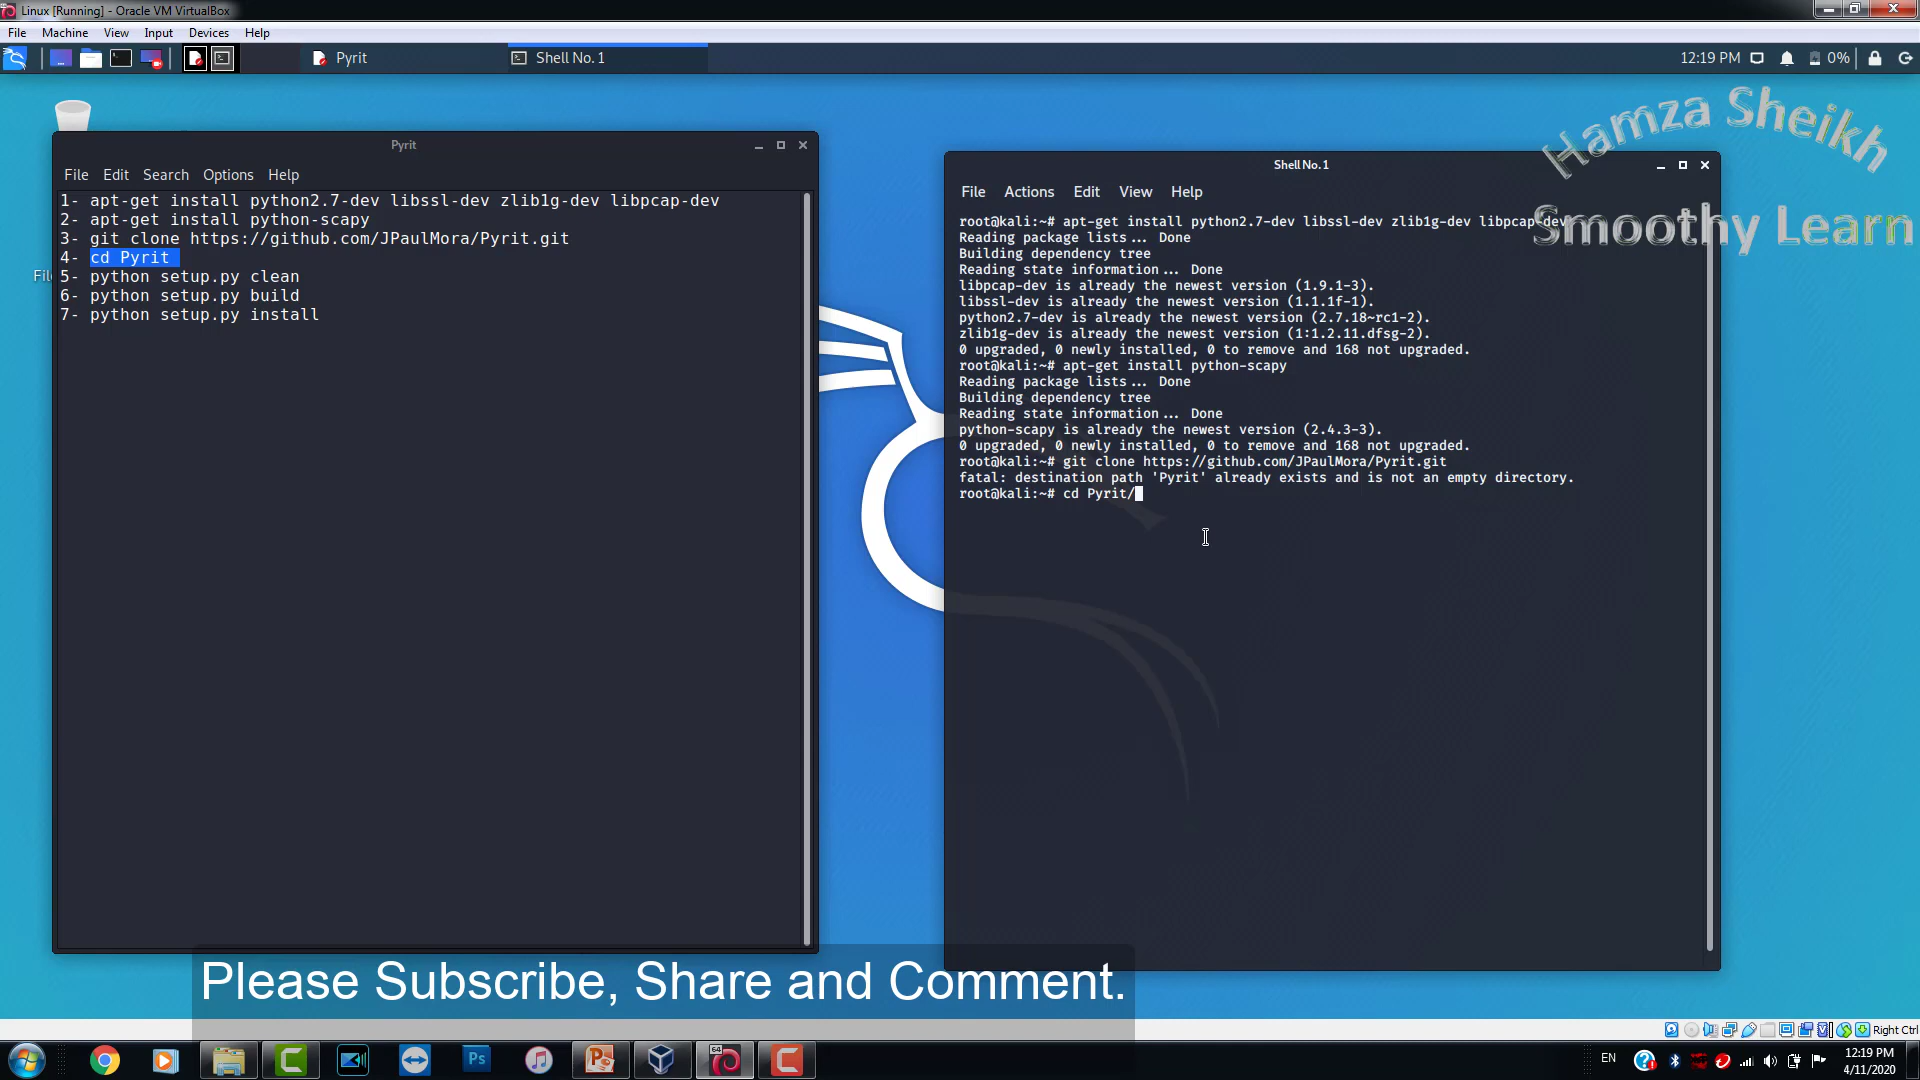 Linux [Running] - Oracle VM VirtualBox
File Machine View Input Devices Help
Pyrit
Shell No. 1
12:19 PM
0%
Hamza Sheikh
Smoothy Learn
Pyrit
File Edit Search Options Help
1- apt-get install python2.7-dev libssl-dev zlib1g-dev libpcap-dev
2- apt-get install python-scapy
3- git clone https://github.com/JPaulMora/Pyrit.git
4- cd Pyrit
5- python setup.py clean
6- python setup.py build
7- python setup.py install
Shell No.1
File Actions Edit View Help
root@kali:~# apt-get install python2.7-dev libssl-dev zlib1g-dev libpcap-dev
Reading package lists... Done
Building dependency tree
Reading state information... Done
libpcap-dev is already the newest version (1.9.1-3).
libssl-dev is already the newest version (1.1.1f-1).
python2.7-dev is already the newest version (2.7.18~rc1-2).
zlib1g-dev is already the newest version (1:1.2.11.dfsg-2).
0 upgraded, 0 newly installed, 0 to remove and 168 not upgraded.
root@kali:~# apt-get install python-scapy
Reading package lists... Done
Building dependency tree
Reading state information... Done
python-scapy is already the newest version (2.4.3-3).
0 upgraded, 0 newly installed, 0 to remove and 168 not upgraded.
root@kali:~# git clone https://github.com/JPaulMora/Pyrit.git
fatal: destination path 'Pyrit' already exists and is not an empty directory.
root@kali:~# cd Pyrit/
Please Subscribe, Share and Comment.
Right Ctrl
Ps
64
EN
12:19 PM
4/11/2020